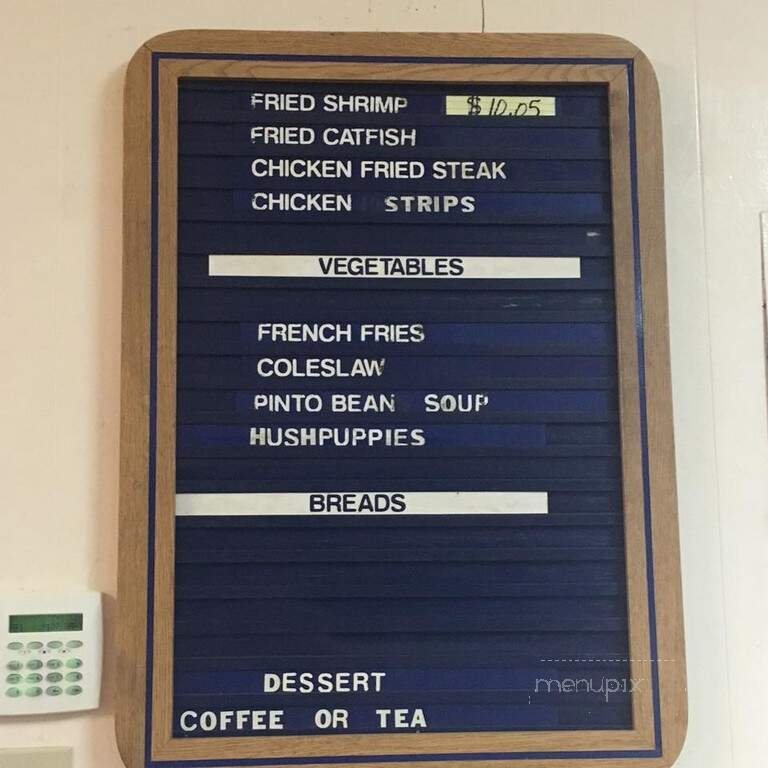 FRIED SHRIMP $10.05
FRIED CATFISH
CHICKEN FRIED STEAK
CHICKEN STRIPS
VEGETABLES
FRENCH FRIES
COLESLAW
PINTO BEAN SOUP
HUSHPUPPIES
BREADS
DESSERT
menupix
COFFEE OR TEA